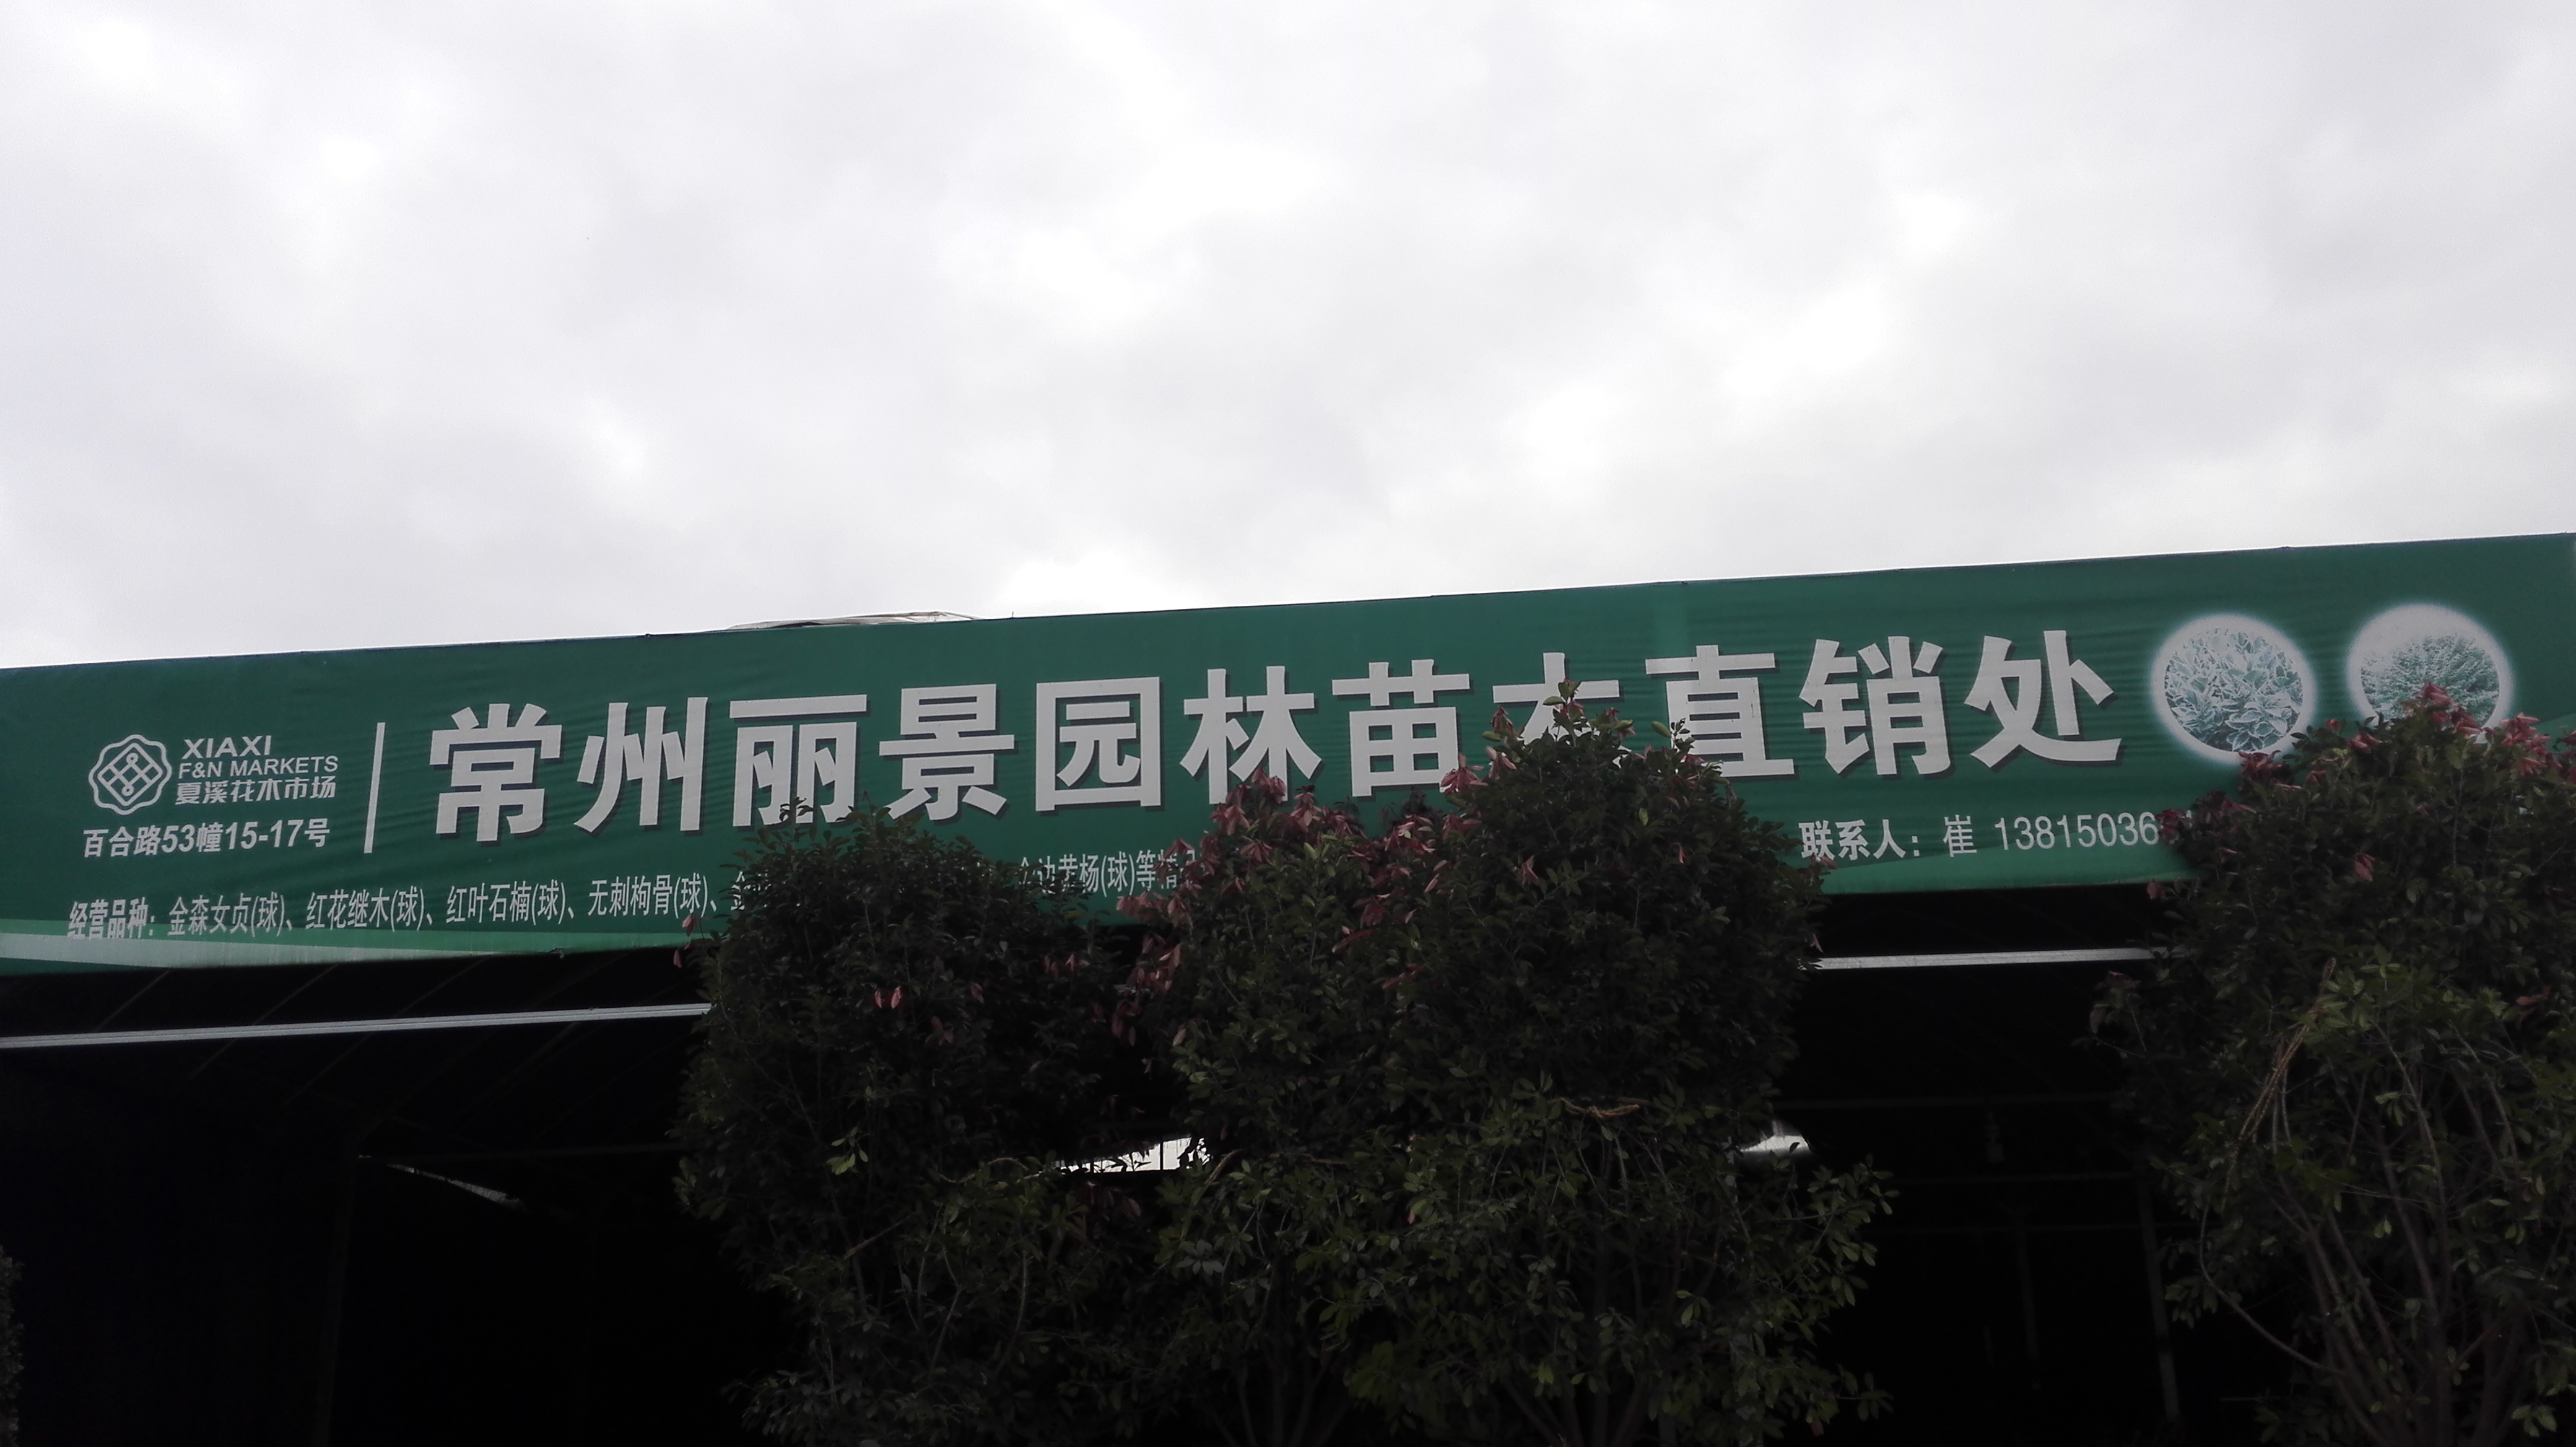 XIAXI
F&N MARKETS
夏溪花木市场
百合路53幢15-17号
常州丽景园林苗木直销处
经营品种：金森女贞(球)、红花继木(球)、红叶石楠(球)、无刺枸骨(球)、
金边黄杨(球)等精
联系人：崔 13815036